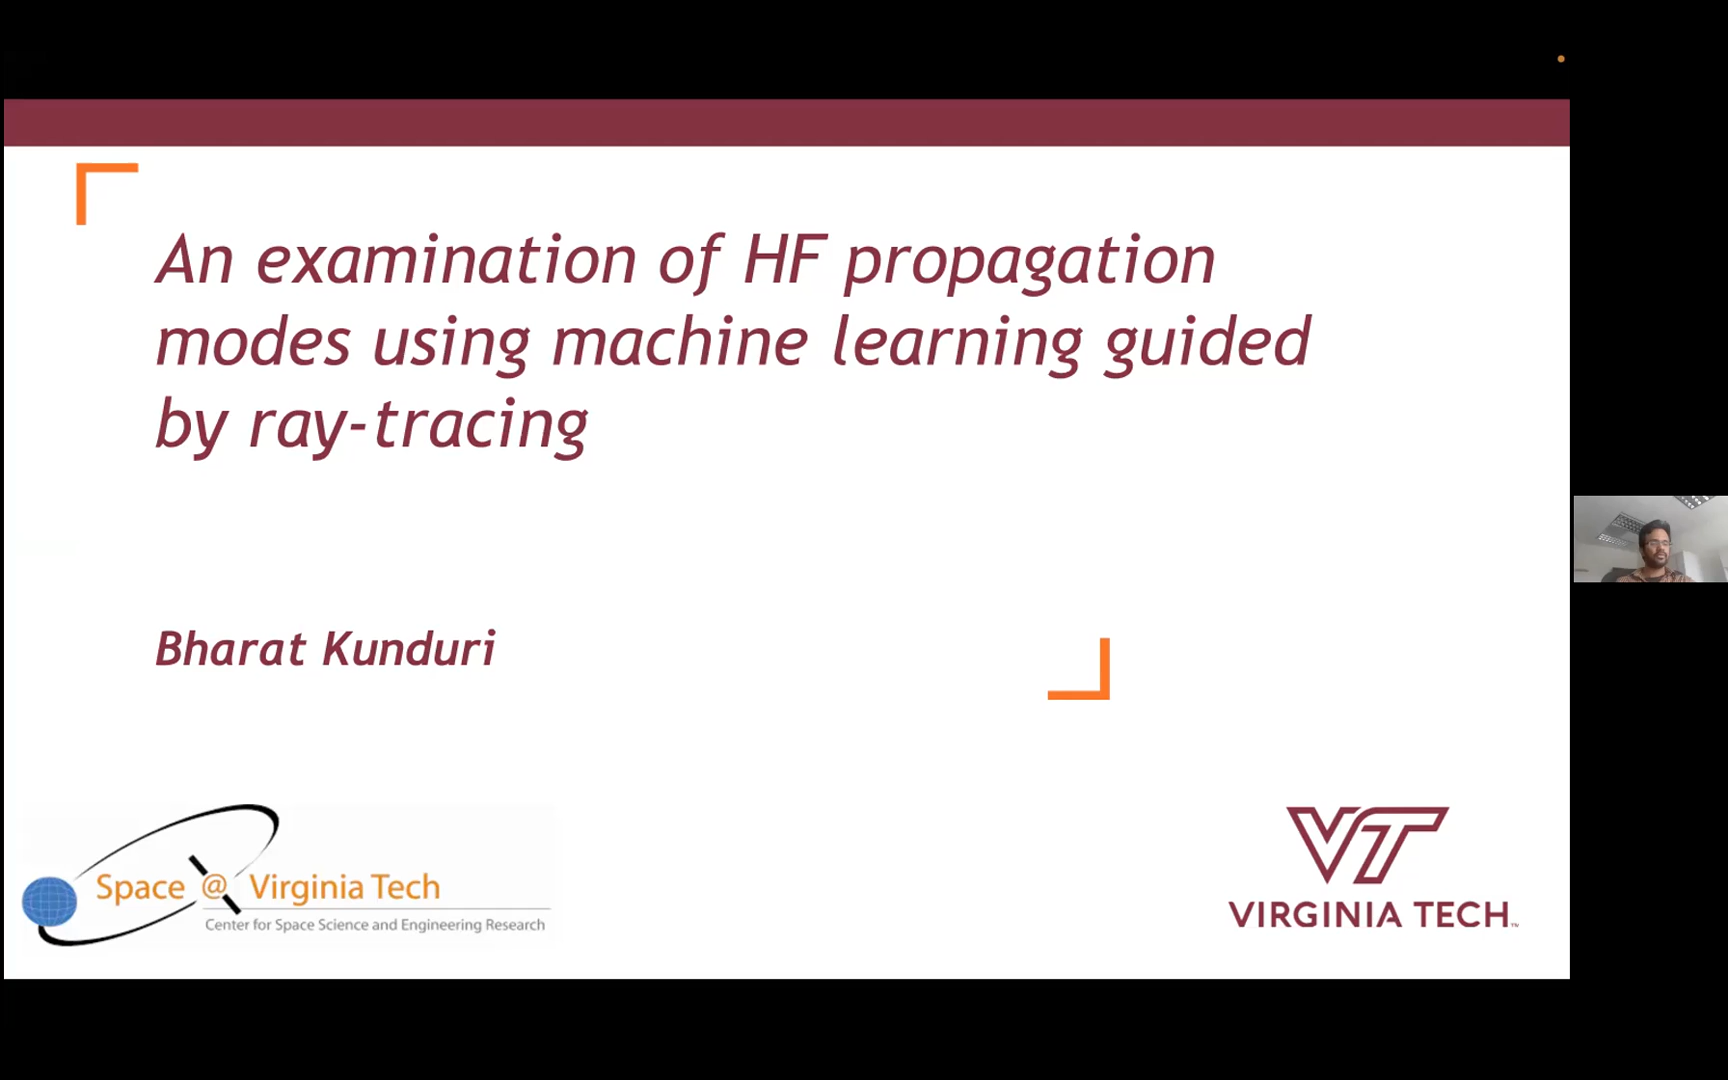 An examination of HF propagation
modes using machine learning guided
by ray-tracing
Bharat Kunduri
Space @ Virginia Tech
Center for Space Science and Engineering Research
VT
VIRGINIA TECH™